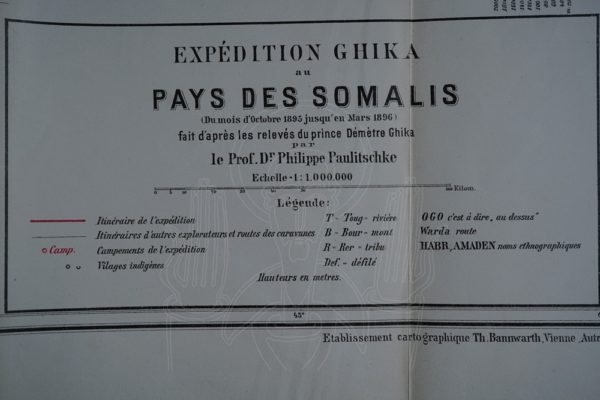 EXPÉDITION GHIKA
au
PAYS DES SOMALIS
(Du mois d'Octobre 1895 jusqu'en Mars 1896)
fait d'après les relevés du prince Démètre Ghika
par
le Prof. Dr Philippe Paulitschke
Echelle - 1: 1.000.000
Kilom.
Légende:
Itinéraire de l'expédition
Itinéraires d'autres explorateurs et routes des caravanes
Camp. Campements de l'expédition
Vilages indigènes
T - Toug - rivière
B - Bour - mont
R - Rer - tribu
Def. - défilé
OGO c'est à dire, au dessus"
Warda route
HABR, AMADEN noms ethnographiques
Hauteurs en metres.
45°
Etablissement cartographique Th. Bannwarth, Vienne, Autr